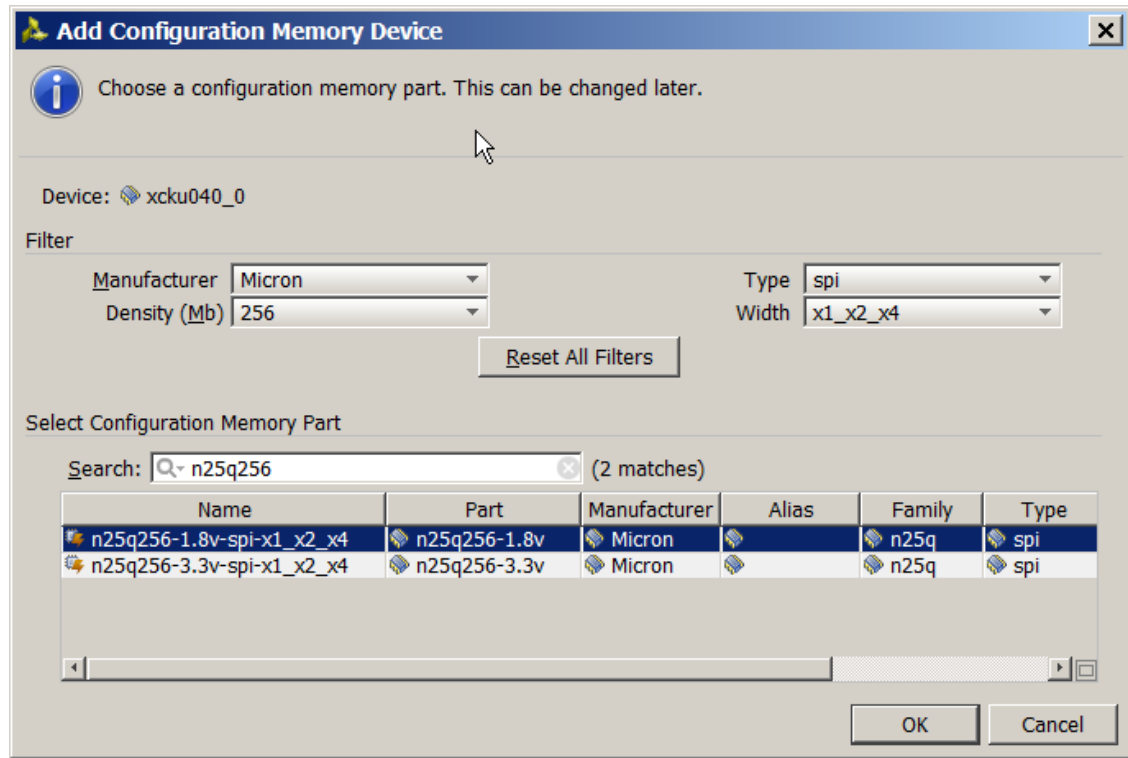 Add Configuration Memory Device
Choose a configuration memory part. This can be changed later.
Device: xcku040_0
Filter
Manufacturer Micron Type spi
Density (Mb) 256 Width x1_x2_x4
Reset All Filters
Select Configuration Memory Part
Search: n25q256 (2 matches)
Name Part Manufacturer Alias Family Type
n25q256-1.8v-spi-x1_x2_x4 n25q256-1.8v Micron n25q spi
n25q256-3.3v-spi-x1_x2_x4 n25q256-3.3v Micron n25q spi
OK Cancel